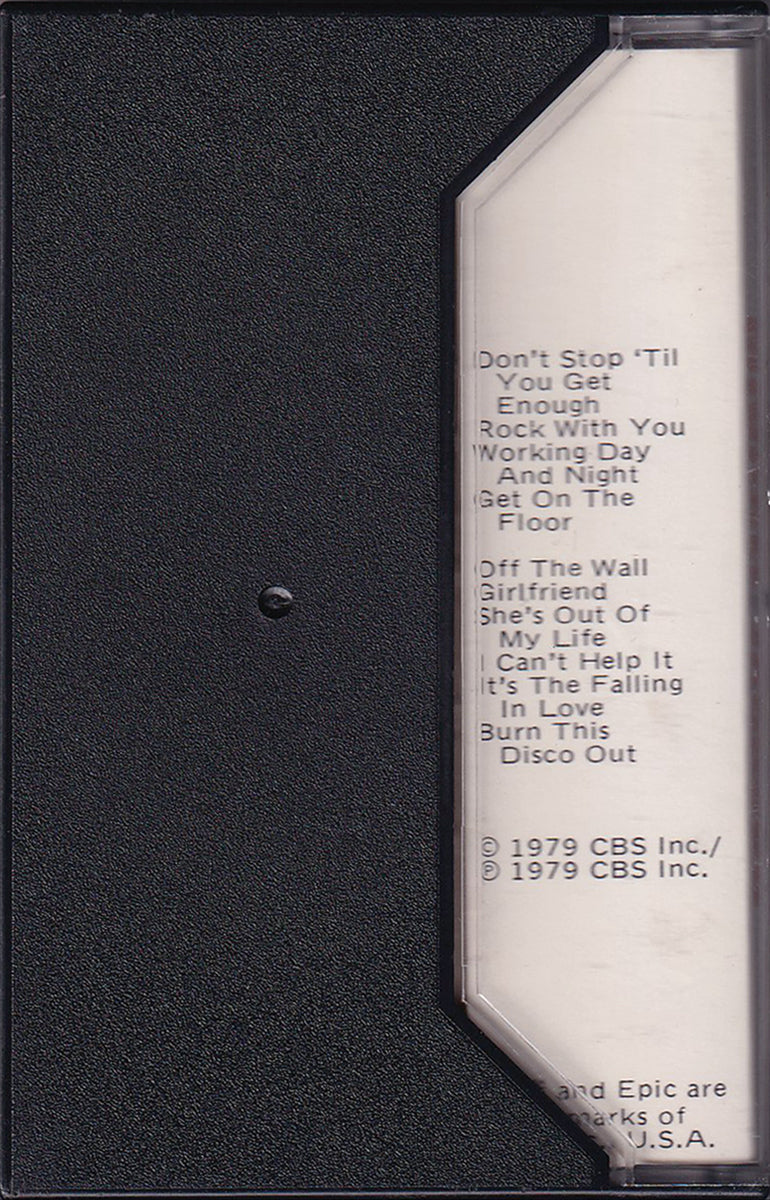 Don't Stop ‘Til
You Get
Enough
Rock With You
Working Day
And Night
Get On The
Floor
Off The Wall
Girlfriend
She's Out Of
My Life
I Can't Help It
It's The Falling
In Love
Burn This
Disco Out
© 1979 CBS Inc./
℗ 1979 CBS Inc.
and Epic are
marks of
U.S.A.